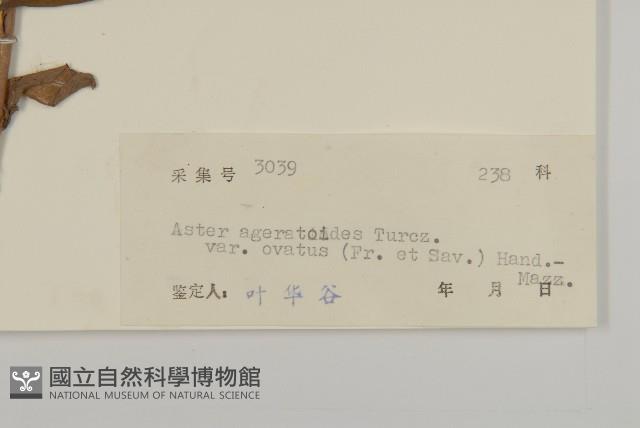 采集号 3039 238 科
Aster ageratoides Turcz.
var. ovatus (Fr. et Sav.) Hand.-
Mazz.
鉴定人: 叶华谷 年 月 日
國立自然科學博物館
NATIONAL MUSEUM OF NATURAL SCIENCE